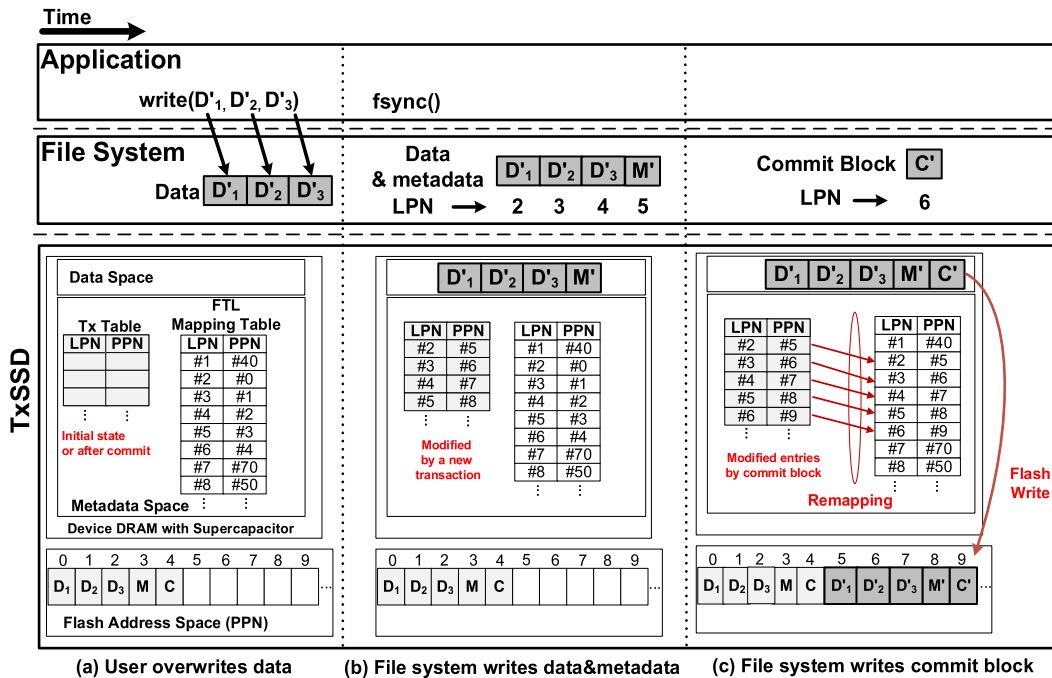 Time
Application
write(D'1, D'2, D'3)
fsync()
File System
Data D'1 D'2 D'3
Data
& metadata D'1 D'2 D'3 M'
LPN 2 3 4 5
Commit Block C'
LPN 6
TxSSD
Data Space
Tx Table
LPN PPN
Initial state
or after commit
FTL
Mapping Table
LPN PPN
#1 #40
#2 #0
#3 #1
#4 #2
#5 #3
#6 #4
#7 #70
#8 #50
Metadata Space
Device DRAM with Supercapacitor
0 1 2 3 4 5 6 7 8 9
D1 D2 D3 M C
Flash Address Space (PPN)
(a) User overwrites data
D'1 D'2 D'3 M'
LPN PPN
#2 #5
#3 #6
#4 #7
#5 #8
Modified
by a new
transaction
LPN PPN
#1 #40
#2 #0
#3 #1
#4 #2
#5 #3
#6 #4
#7 #70
#8 #50
0 1 2 3 4 5 6 7 8 9
D1 D2 D3 M C
(b) File system writes data&metadata
D'1 D'2 D'3 M' C'
LPN PPN
#2 #5
#3 #6
#4 #7
#5 #8
#6 #9
Modified entries
by commit block
LPN PPN
#1 #40
#2 #5
#3 #6
#4 #7
#5 #8
#6 #9
#7 #70
#8 #50
Remapping
Flash
Write
0 1 2 3 4 5 6 7 8 9
D1 D2 D3 M C D'1 D'2 D'3 M' C'
(c) File system writes commit block